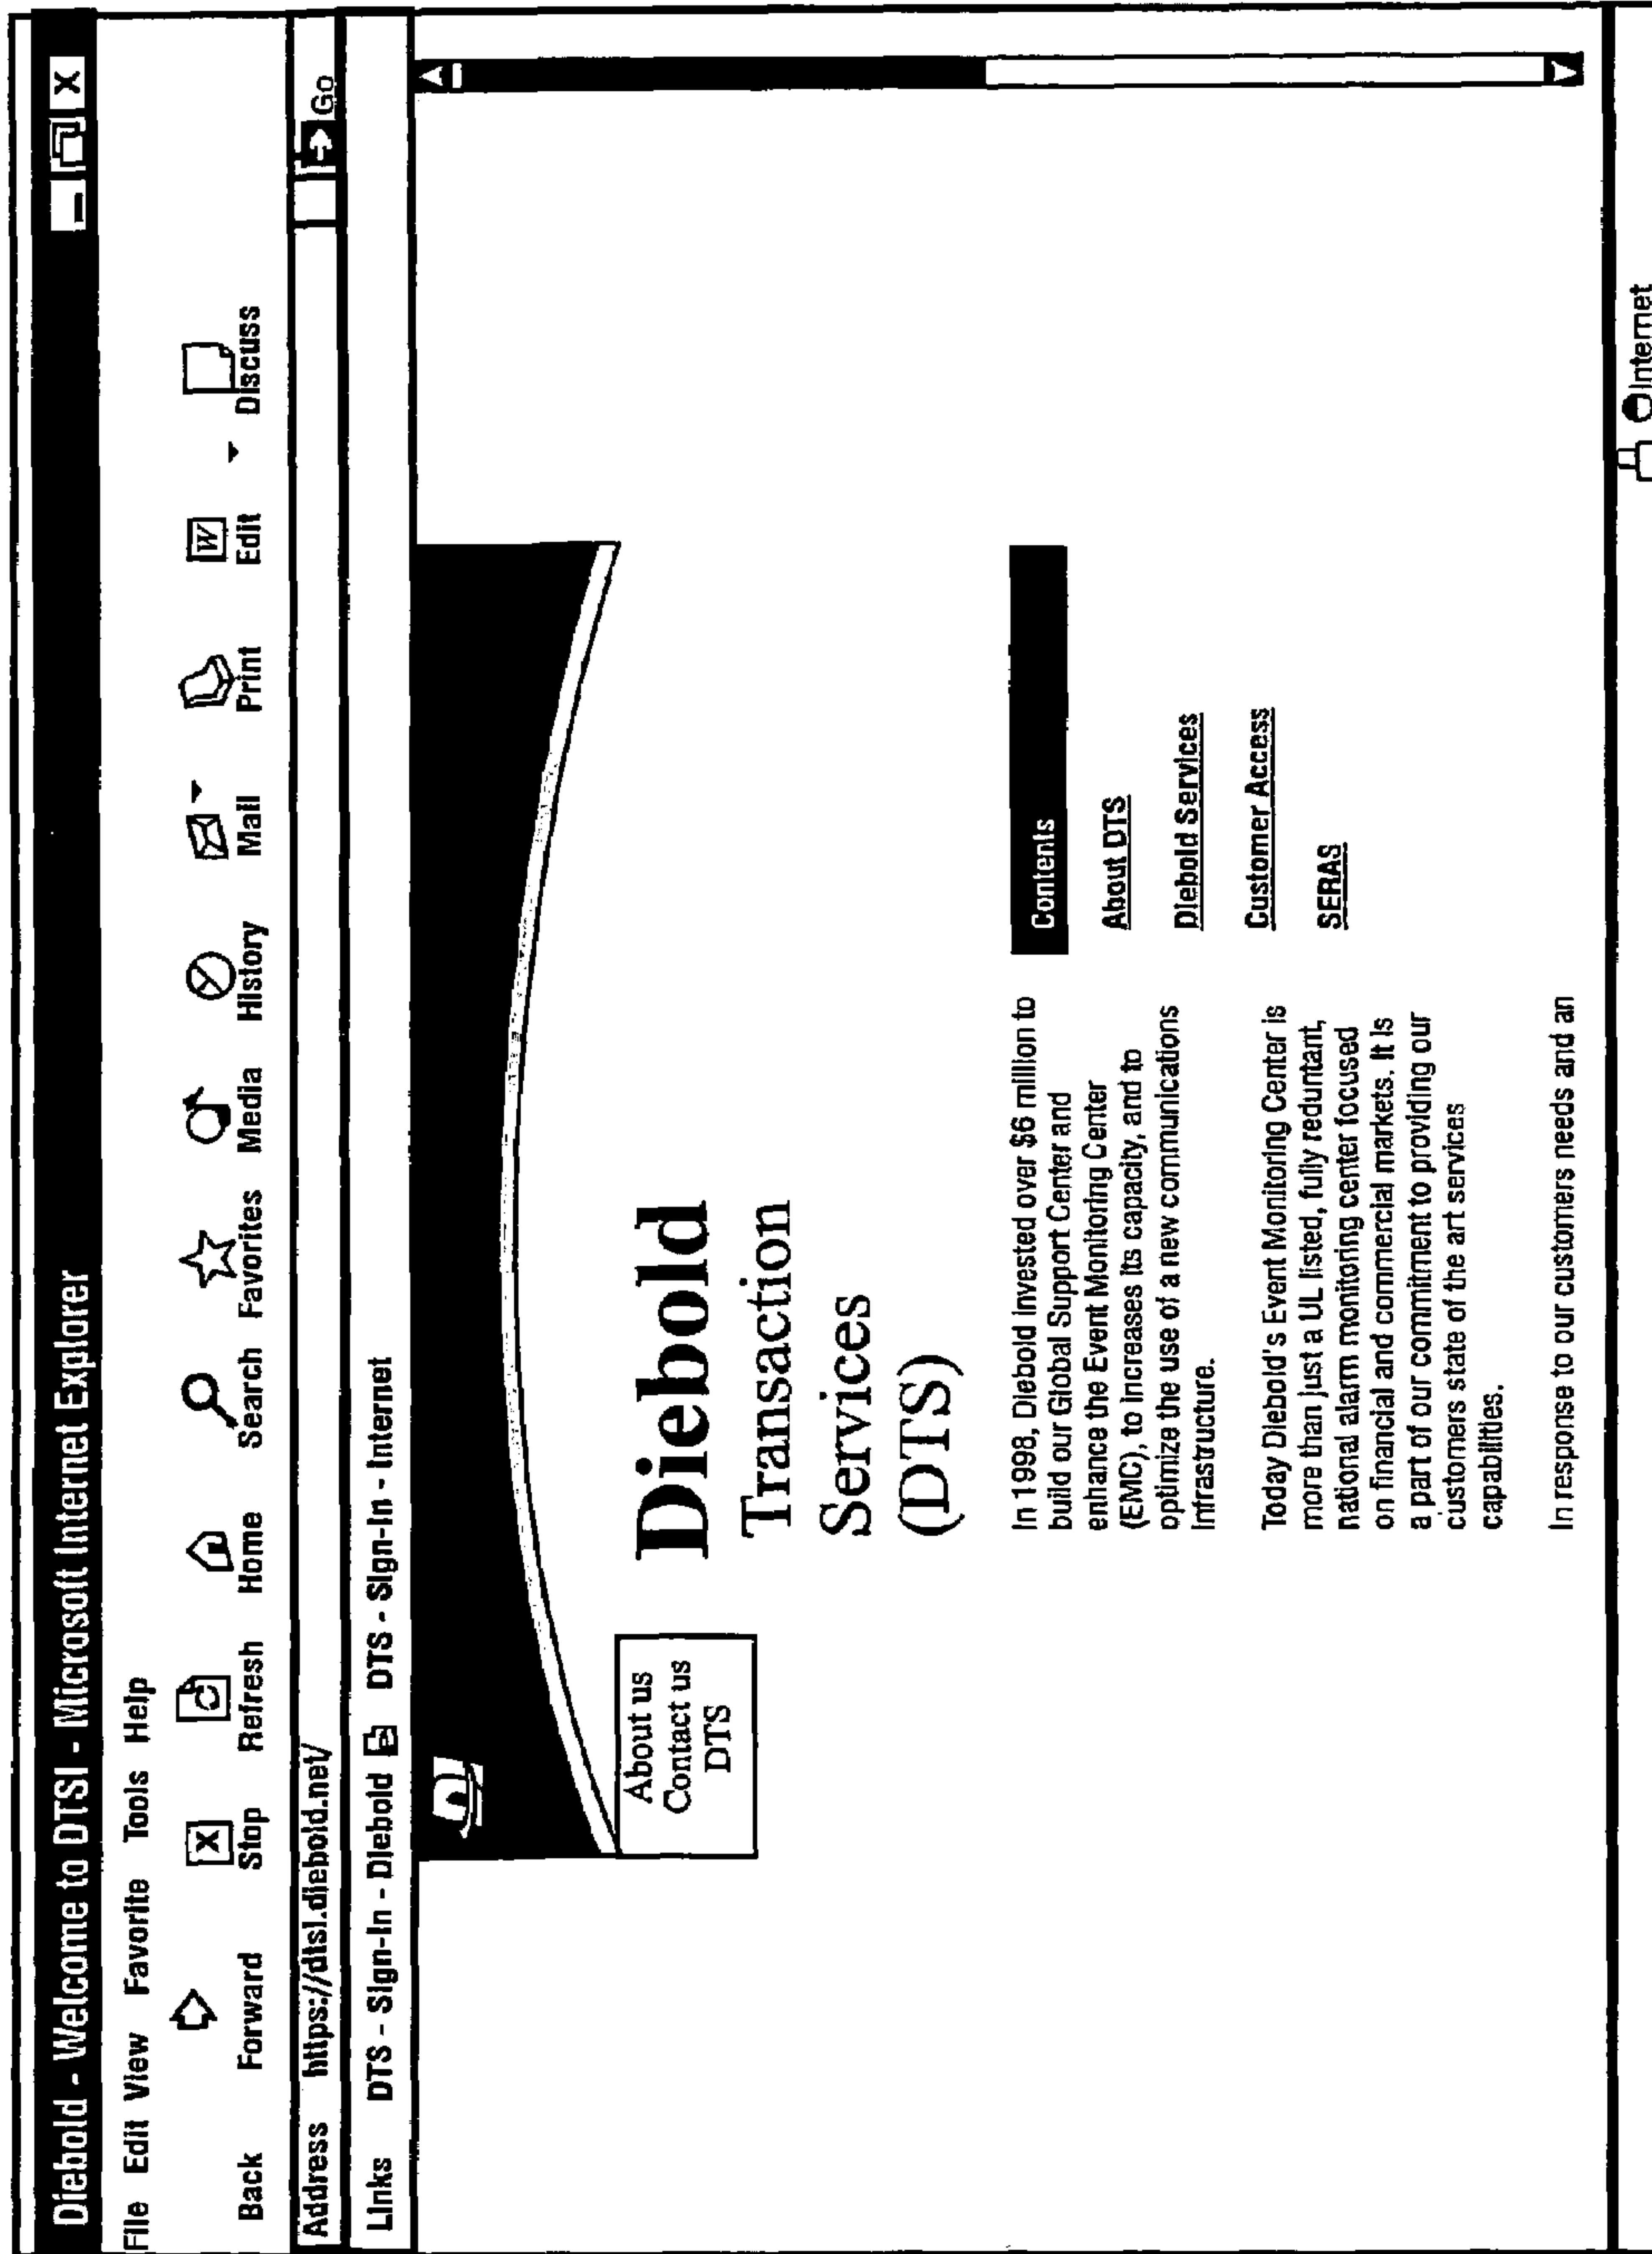 Diebold - Welcome to DTSI - Microsoft Internet Explorer
X
File Edit View Favorite Tools Help
Back Forward Stop Refresh Home Search Favorites Media History Mail Print Edit Discuss
Address https://dtsl.diebold.net/ Go
Links DTS - Sign-In - Diebold DTS - Sign-In - Internet
About us
Contact us
DTS
Diebold
Transaction
Services
(DTS)
In 1998, Diebold invested over $6 million to
build our Global Support Center and
enhance the Event Monitoring Center
(EMC), to increases its capacity, and to
optimize the use of a new communications
infrastructure.
Today Diebold's Event Monitoring Center is
more than just a UL listed, fully reduntant,
national alarm monitoring center focused
on financial and commercial markets. It is
a part of our commitment to providing our
customers state of the art services
capabilities.
In response to our customers needs and an
Contents
About DTS
Diebold Services
Customer Access
SERAS
Internet